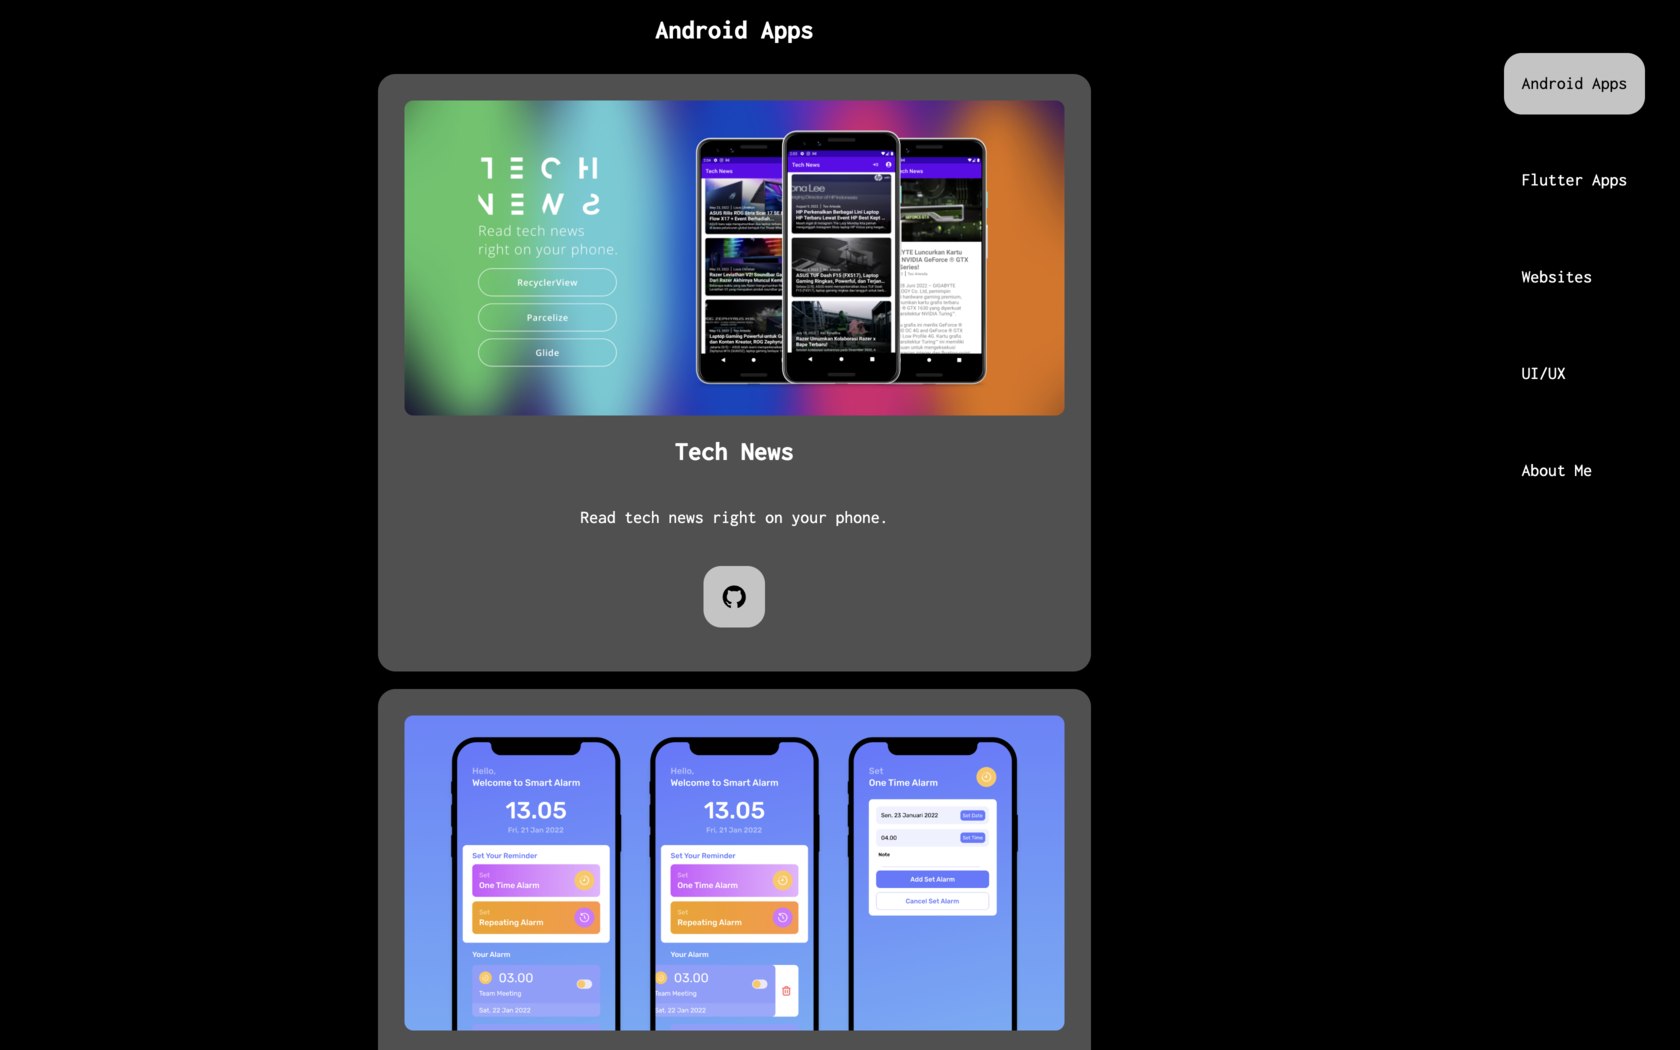 Android Apps
Android Apps
Flutter Apps
Websites
UI/UX
About Me
TECH
NEWS
Read tech news
right on your phone.
RecyclerView
Parcelize
Glide
Tech News
Tech News
Tech News
Read tech news right on your phone.
Hello,
Welcome to Smart Alarm
13.05
Fri, 21 Jan 2022
Set Your Reminder
Set
One Time Alarm
Set
Repeating Alarm
Your Alarm
03.00
Team Meeting
Sat, 22 Jan 2022
Hello,
Welcome to Smart Alarm
13.05
Fri, 21 Jan 2022
Set Your Reminder
Set
One Time Alarm
Set
Repeating Alarm
Your Alarm
03.00
Team Meeting
Sat, 22 Jan 2022
Set
One Time Alarm
Sen, 23 Januari 2022
Set Date
04.00
Set Time
Note
Add Set Alarm
Cancel Set Alarm